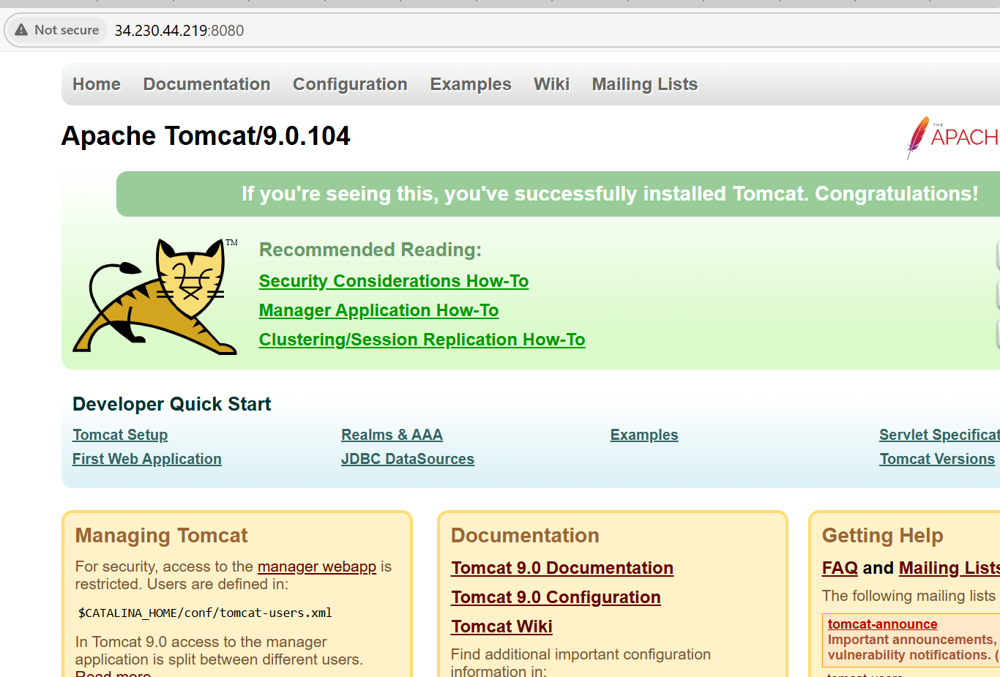 Not secure 34.230.44.219:8080
Home Documentation Configuration Examples Wiki Mailing Lists
Apache Tomcat/9.0.104
THE
APACH
If you're seeing this, you've successfully installed Tomcat. Congratulations!
TM
Recommended Reading:
Security Considerations How-To
Manager Application How-To
Clustering/Session Replication How-To
Developer Quick Start
Tomcat Setup
First Web Application
Realms & AAA
JDBC DataSources
Examples
Servlet Specificat
Tomcat Versions
Managing Tomcat
For security, access to the manager webapp is
restricted. Users are defined in:
$CATALINA_HOME/conf/tomcat-users.xml
In Tomcat 9.0 access to the manager
application is split between different users.
Read more
Documentation
Tomcat 9.0 Documentation
Tomcat 9.0 Configuration
Tomcat Wiki
Find additional important configuration
information in:
Getting Help
FAQ and Mailing Lists
The following mailing lists
tomcat-announce
Important announcements,
vulnerability notifications. (
tomcat-users